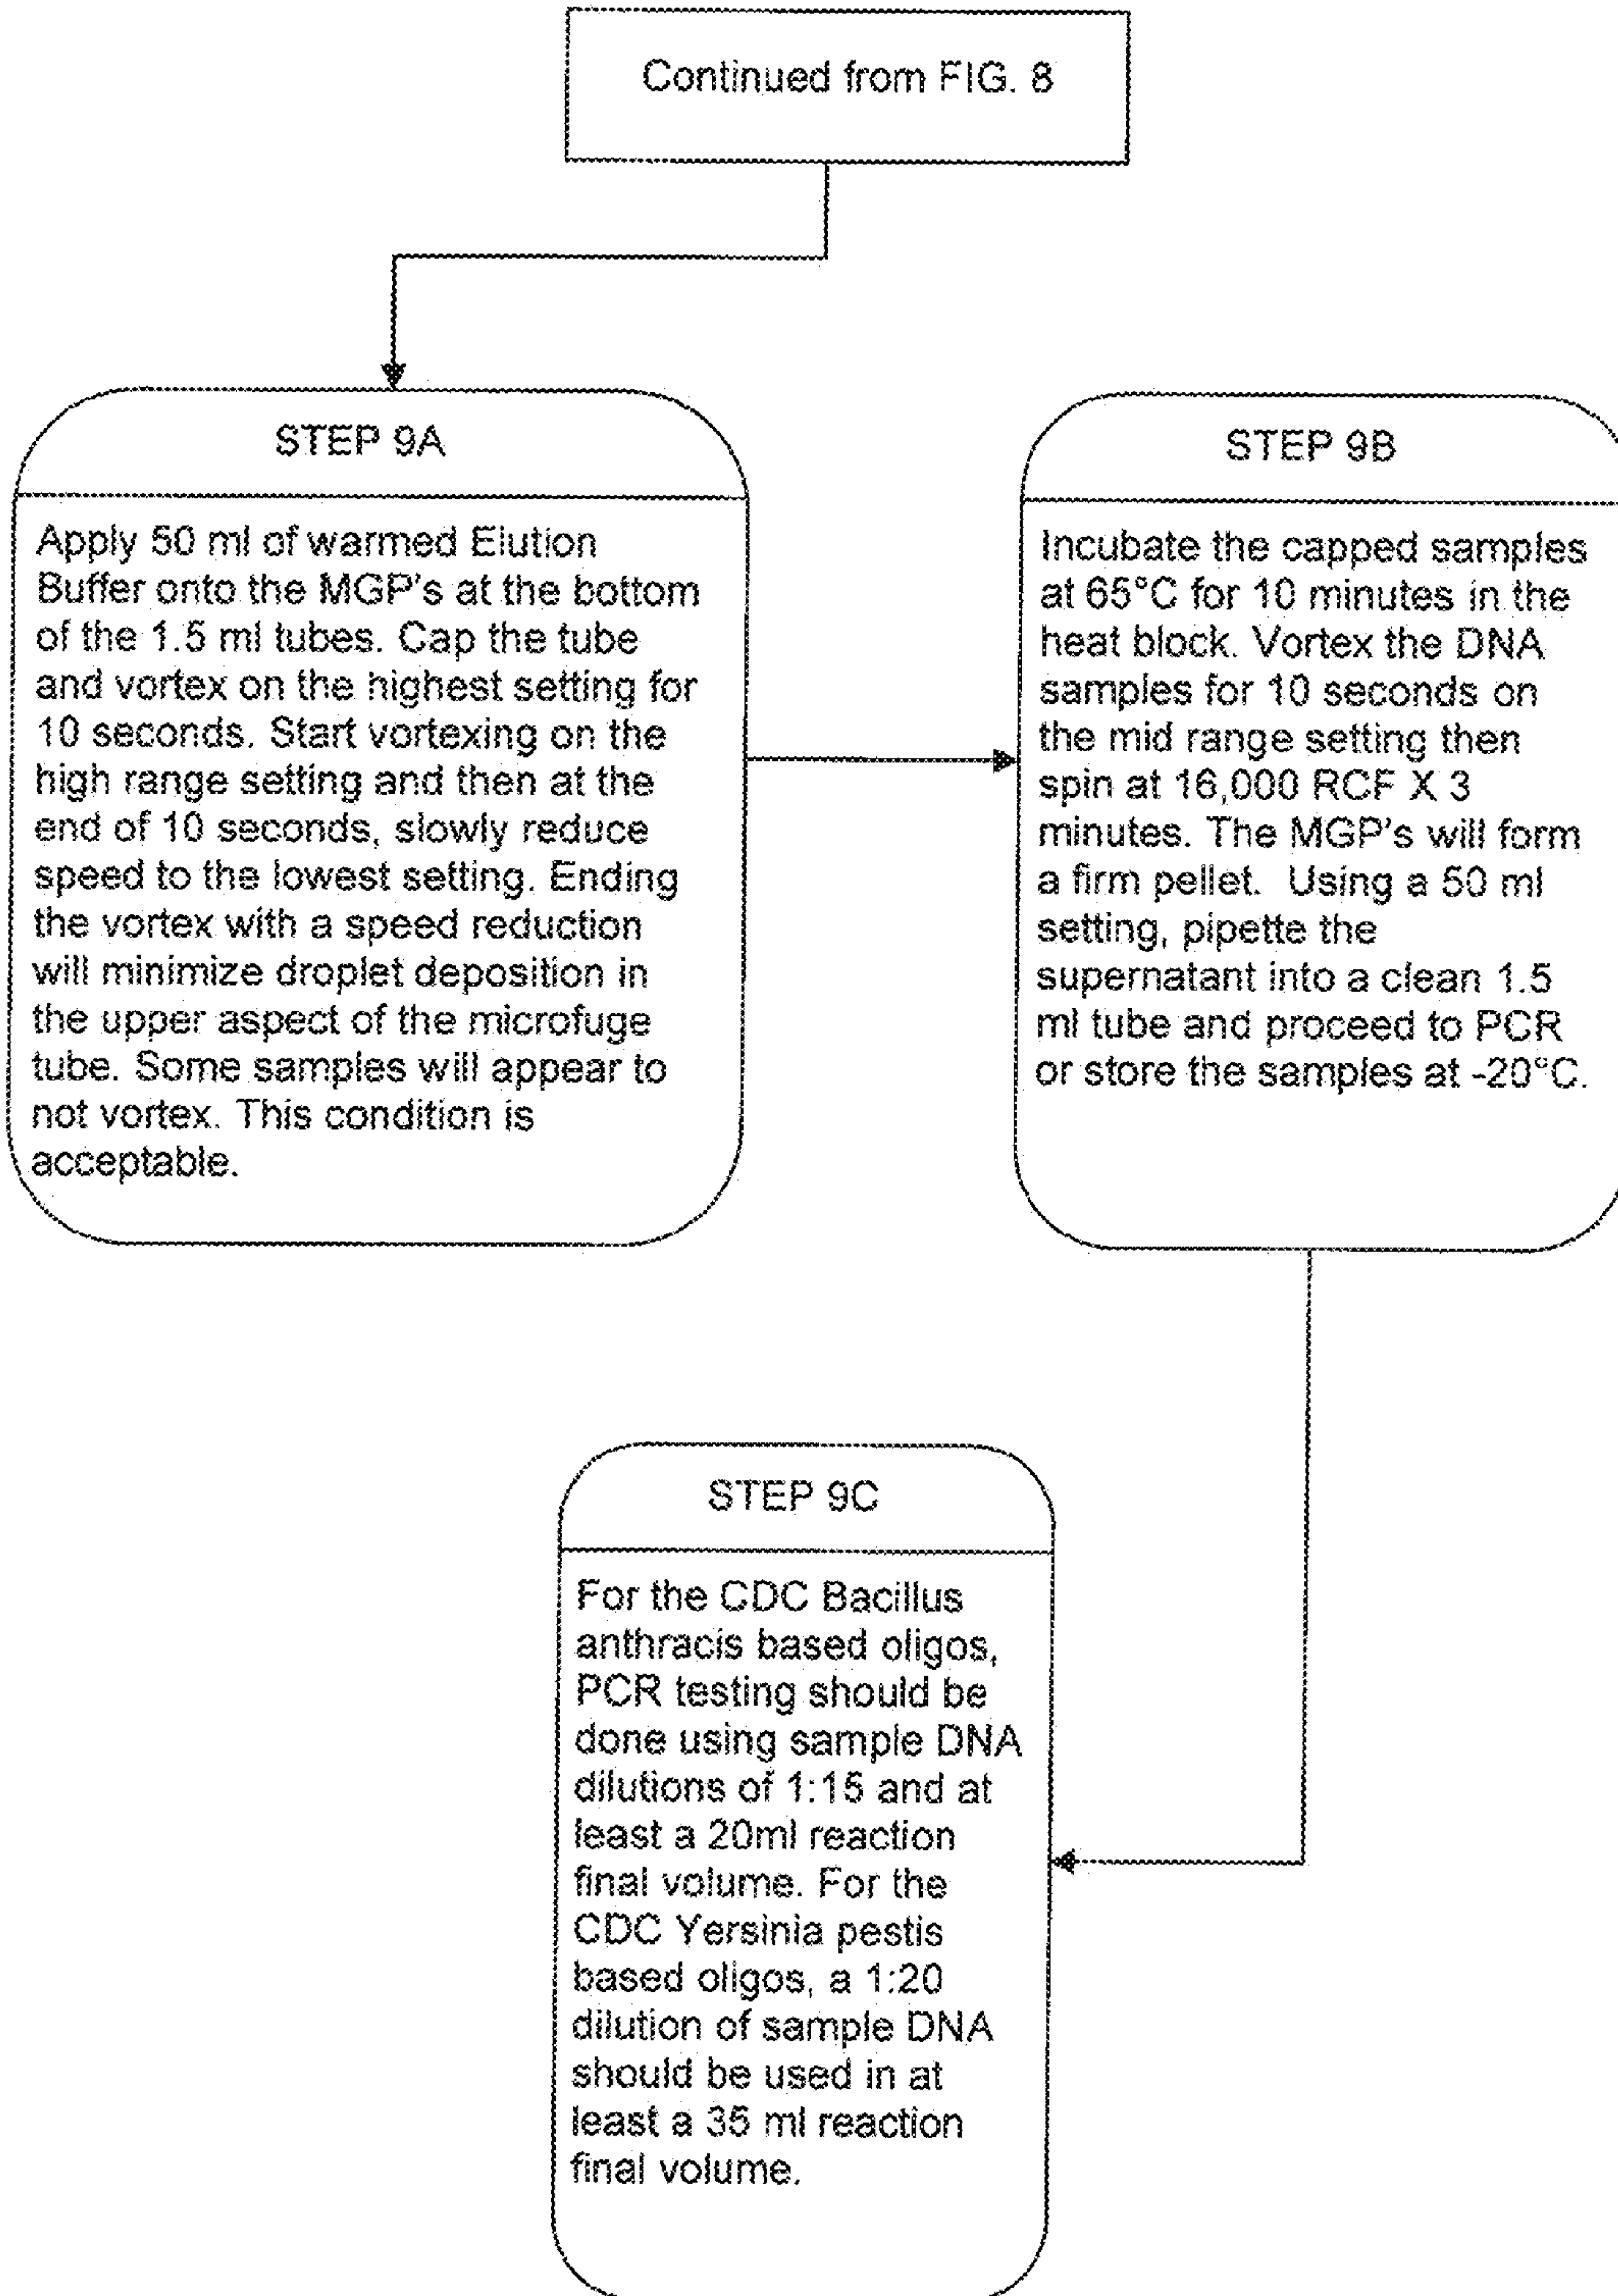 Continued from FIG. 8
STEP 9A
Apply 50 ml of warmed Elution
Buffer onto the MGP's at the bottom
of the 1.5 ml tubes. Cap the tube
and vortex on the highest setting for
10 seconds. Start vortexing on the
high range setting and then at the
end of 10 seconds, slowly reduce
speed to the lowest setting. Ending
the vortex with a speed reduction
will minimize droplet deposition in
the upper aspect of the microfuge
tube. Some samples will appear to
not vortex. This condition is
acceptable.
STEP 9B
Incubate the capped samples
at 65°C for 10 minutes in the
heat block. Vortex the DNA
samples for 10 seconds on
the mid range setting then
spin at 16,000 RCF X 3
minutes. The MGP's will form
a firm pellet. Using a 50 ml
setting, pipette the
supernatant into a clean 1.5
ml tube and proceed to PCR
or store the samples at -20°C.
STEP 9C
For the CDC Bacillus
anthracis based oligos,
PCR testing should be
done using sample DNA
dilutions of 1:15 and at
least a 20ml reaction
final volume. For the
CDC Yersinia pestis
based oligos, a 1:20
dilution of sample DNA
should be used in at
least a 35 ml reaction
final volume.